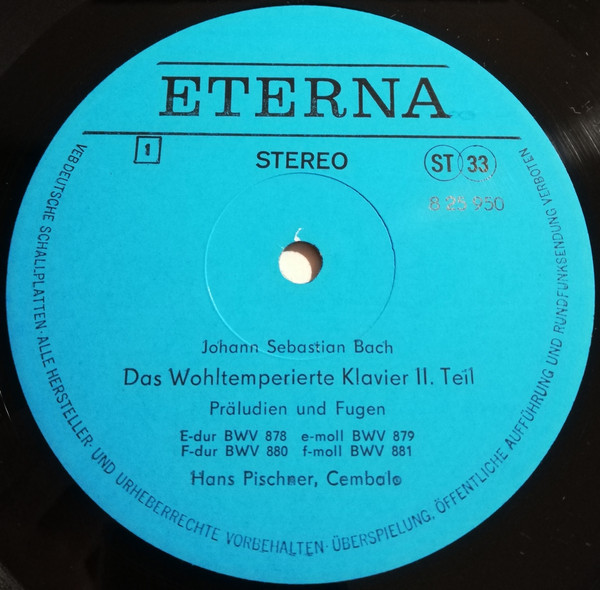 ETERNA
1
STEREO
ST 33
8 25 950
Johann Sebastian Bach
Das Wohltemperierte Klavier II. Teil
Präludien und Fugen
E-dur BWV 878 e-moll BWV 879
F-dur BWV 880 f-moll BWV 881
Hans Pischner, Cembalo
VEB DEUTSCHE SCHALLPLATTEN · ALLE HERSTELLER- UND URHEBERRECHTE VORBEHALTEN · ÜBERSPIELUNG, ÖFFENTLICHE AUFFÜHRUNG UND RUNDFUNKSENDUNG VERBOTEN